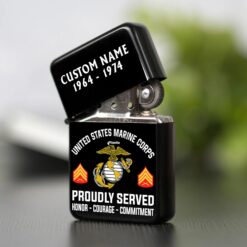 CUSTOM NAME
1964 - 1974
UNITED STATES MARINE CORPS
PROUDLY SERVED
HONOR - COURAGE - COMMITMENT